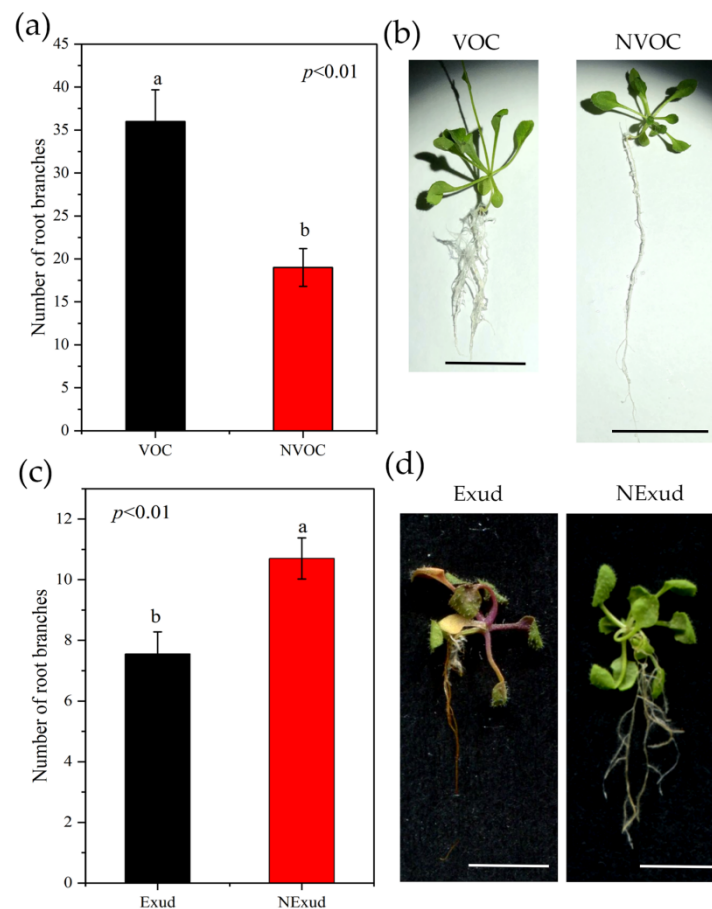 (a)
45
40
35
30
25
20
15
10
5
0
Number of root branches
a
b
p<0.01
VOC
NVOC
(b)
VOC
NVOC
(c)
12
10
8
6
4
2
0
Number of root branches
p<0.01
b
a
Exud
NExud
(d)
Exud
NExud